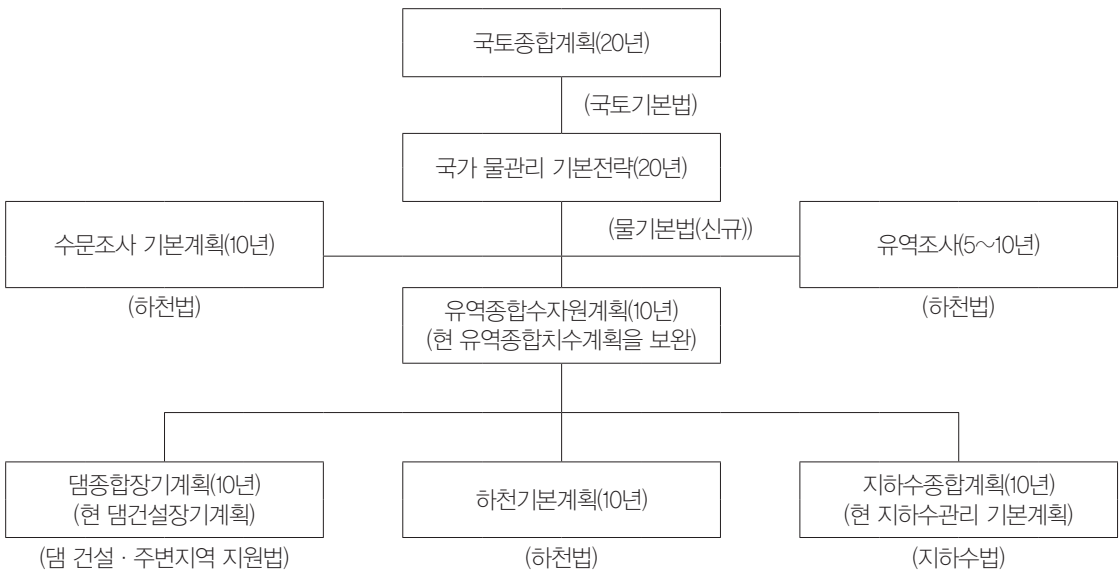 국토종합계획(20년)
(국토기본법)
국가 물관리 기본전략(20년)
(물기본법(신규))
수문조사 기본계획(10년)
(하천법)
유역조사(5~10년)
(하천법)
유역종합수자원계획(10년)
(현 유역종합치수계획을 보완)
댐종합장기계획(10년)
(현 댐건설장기계획)
(댐 건설 · 주변지역 지원법)
하천기본계획(10년)
(하천법)
지하수종합계획(10년)
(현 지하수관리 기본계획)
(지하수법)